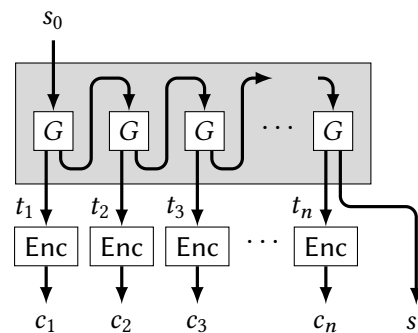 s₀
G G G ··· G
t₁ t₂ t₃ tₙ
Enc Enc Enc ··· Enc
c₁ c₂ c₃ cₙ s